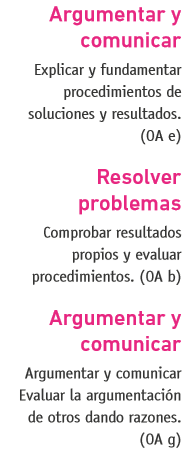 Argumentar y
comunicar
Explicar y fundamentar
procedimientos de
soluciones y resultados.
(OA e)
Resolver
problemas
Comprobar resultados
propios y evaluar
procedimientos. (OA b)
Argumentar y
comunicar
Argumentar y comunicar
Evaluar la argumentación
de otros dando razones.
(OA g)